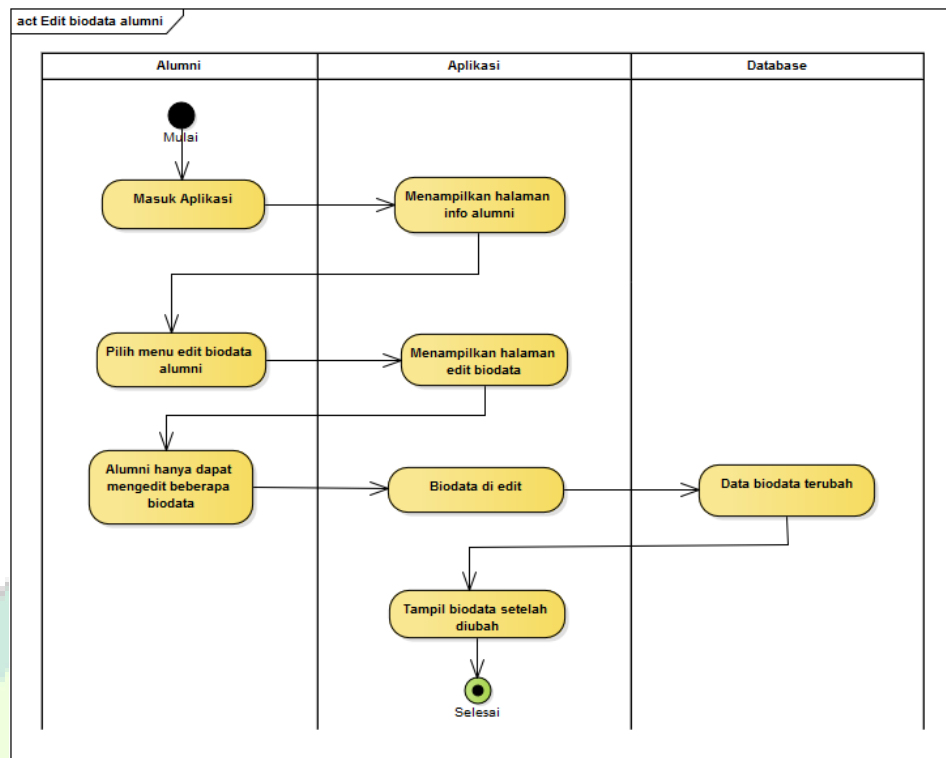 act Edit biodata alumni
Alumni
Aplikasi
Database
Mulai
Masuk Aplikasi
Menampilkan halaman
info alumni
Pilih menu edit biodata
alumni
Menampilkan halaman
edit biodata
Alumni hanya dapat
mengedit beberapa
biodata
Biodata di edit
Data biodata terubah
Tampil biodata setelah
diubah
Selesai